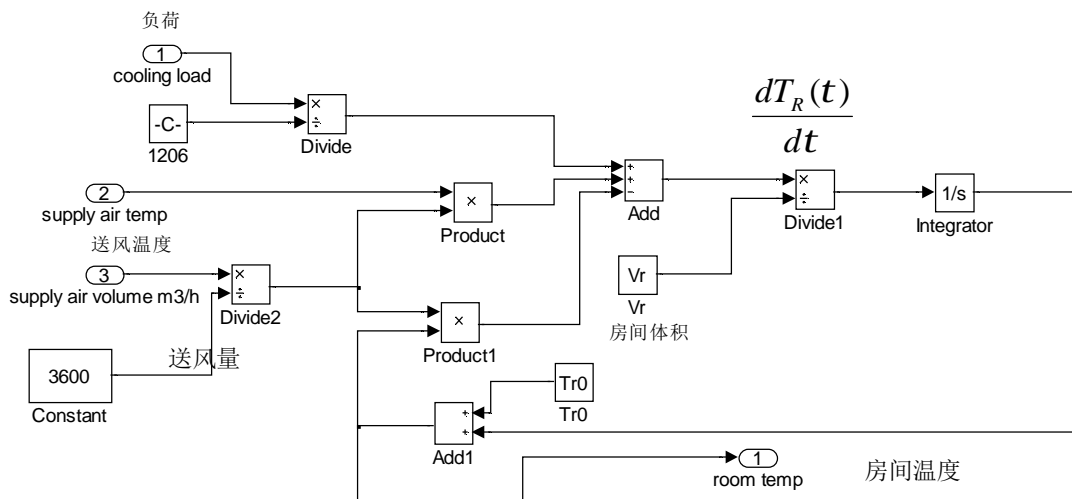 负荷
1
cooling load
×
÷
Divide
-C-
1206
dT_R(t)
dt
2
supply air temp
×
Product
+
+
-
Add
×
÷
Divide1
1/s
Integrator
送风温度
3
supply air volume m3/h
×
÷
Divide2
×
Product1
Vr
Vr
房间体积
送风量
3600
Constant
Tr0
Tr0
+
+
Add1
1
room temp
房间温度